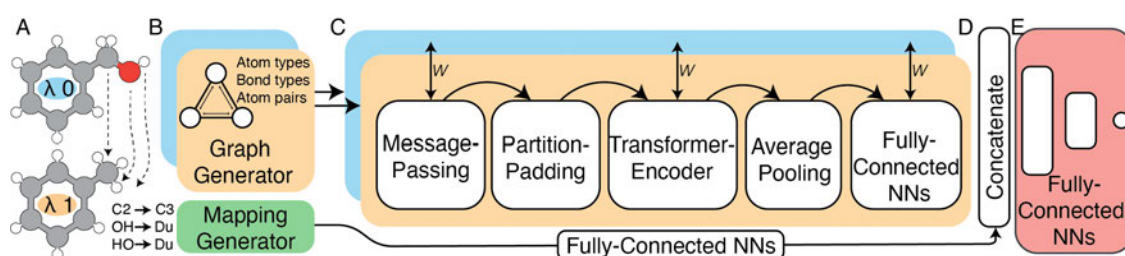 A
B
C
D
E
λ 0
λ 1
C2 → C3
OH → Du
HO → Du
Atom types
Bond types
Atom pairs
Graph
Generator
Mapping
Generator
W
W
W
Message-
Passing
Partition-
Padding
Transformer-
Encoder
Average
Pooling
Fully-
Connected
NNs
Fully-Connected NNs
Concatenate
Fully-
Connected
NNs